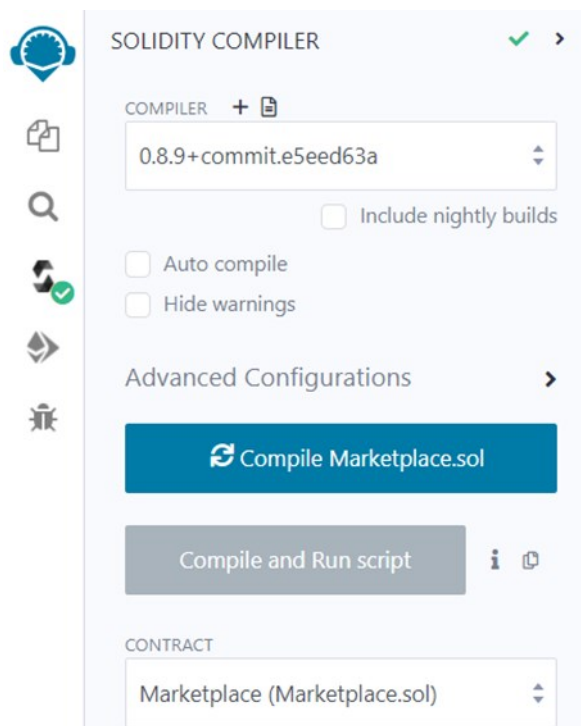 SOLIDITY COMPILER
COMPILER
0.8.9+commit.e5eed63a
Include nightly builds
Auto compile
Hide warnings
Advanced Configurations
Compile Marketplace.sol
Compile and Run script
CONTRACT
Marketplace (Marketplace.sol)